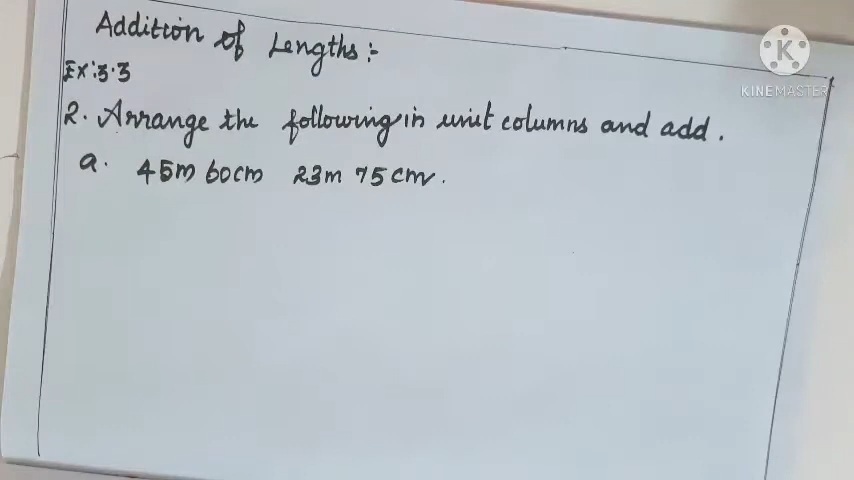 Addition of Lengths:-
Ex:3.3
2. Arrange the following in unit columns and add.
a. 45m 60cm 23m 75cm.
K
KINEMASTER